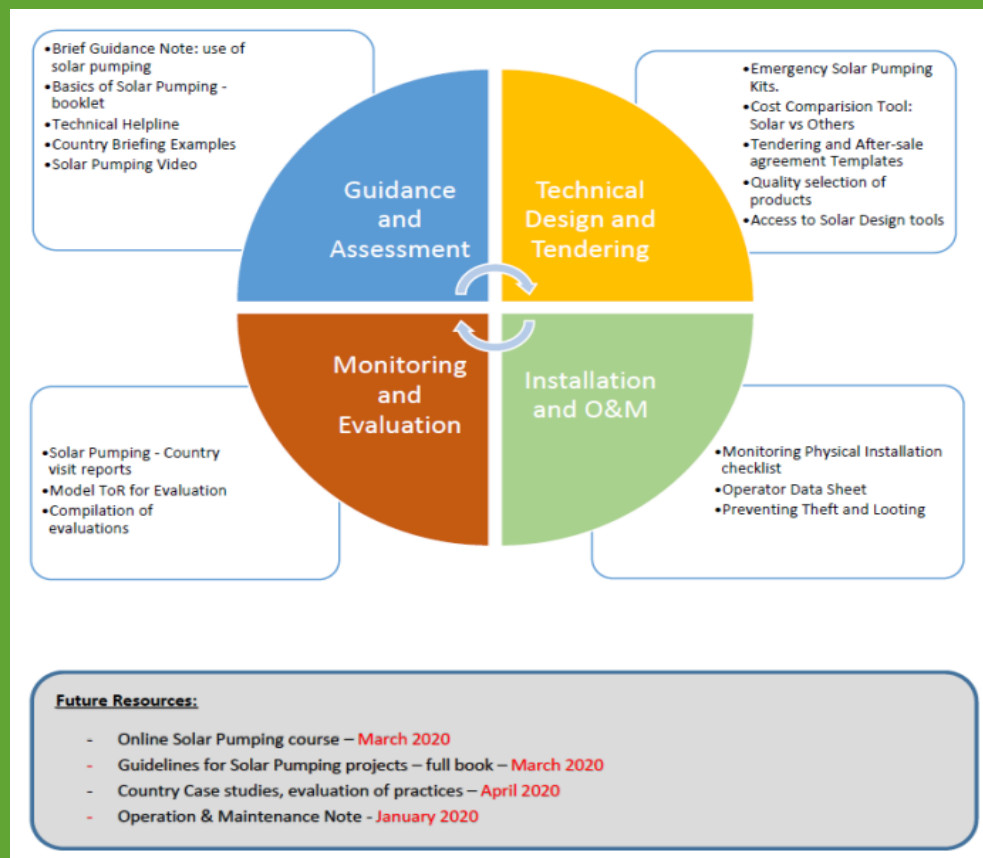 •Brief Guidance Note: use of
solar pumping
•Basics of Solar Pumping -
booklet
•Technical Helpline
•Country Briefing Examples
•Solar Pumping Video
•Emergency Solar Pumping
Kits.
•Cost Comparision Tool:
Solar vs Others
•Tendering and After-sale
agreement Templates
•Quality selection of
products
•Access to Solar Design tools
Guidance
and
Assessment
Technical
Design and
Tendering
Monitoring
and
Evaluation
Installation
and O&M
•Solar Pumping - Country
visit reports
•Model ToR for Evaluation
•Compilation of
evaluations
•Monitoring Physical Installation
checklist
•Operator Data Sheet
•Preventing Theft and Looting
Future Resources:
- Online Solar Pumping course – March 2020
- Guidelines for Solar Pumping projects – full book – March 2020
- Country Case studies, evaluation of practices – April 2020
- Operation & Maintenance Note - January 2020